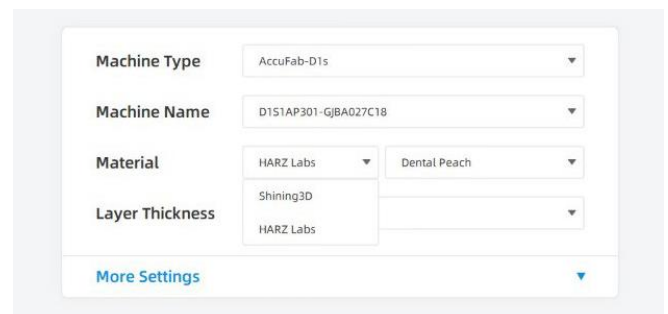 Machine Type AccuFab-D1s
Machine Name D1S1AP301-GJBA027C18
Material HARZ Labs Dental Peach
Shining3D
Layer Thickness
HARZ Labs
More Settings